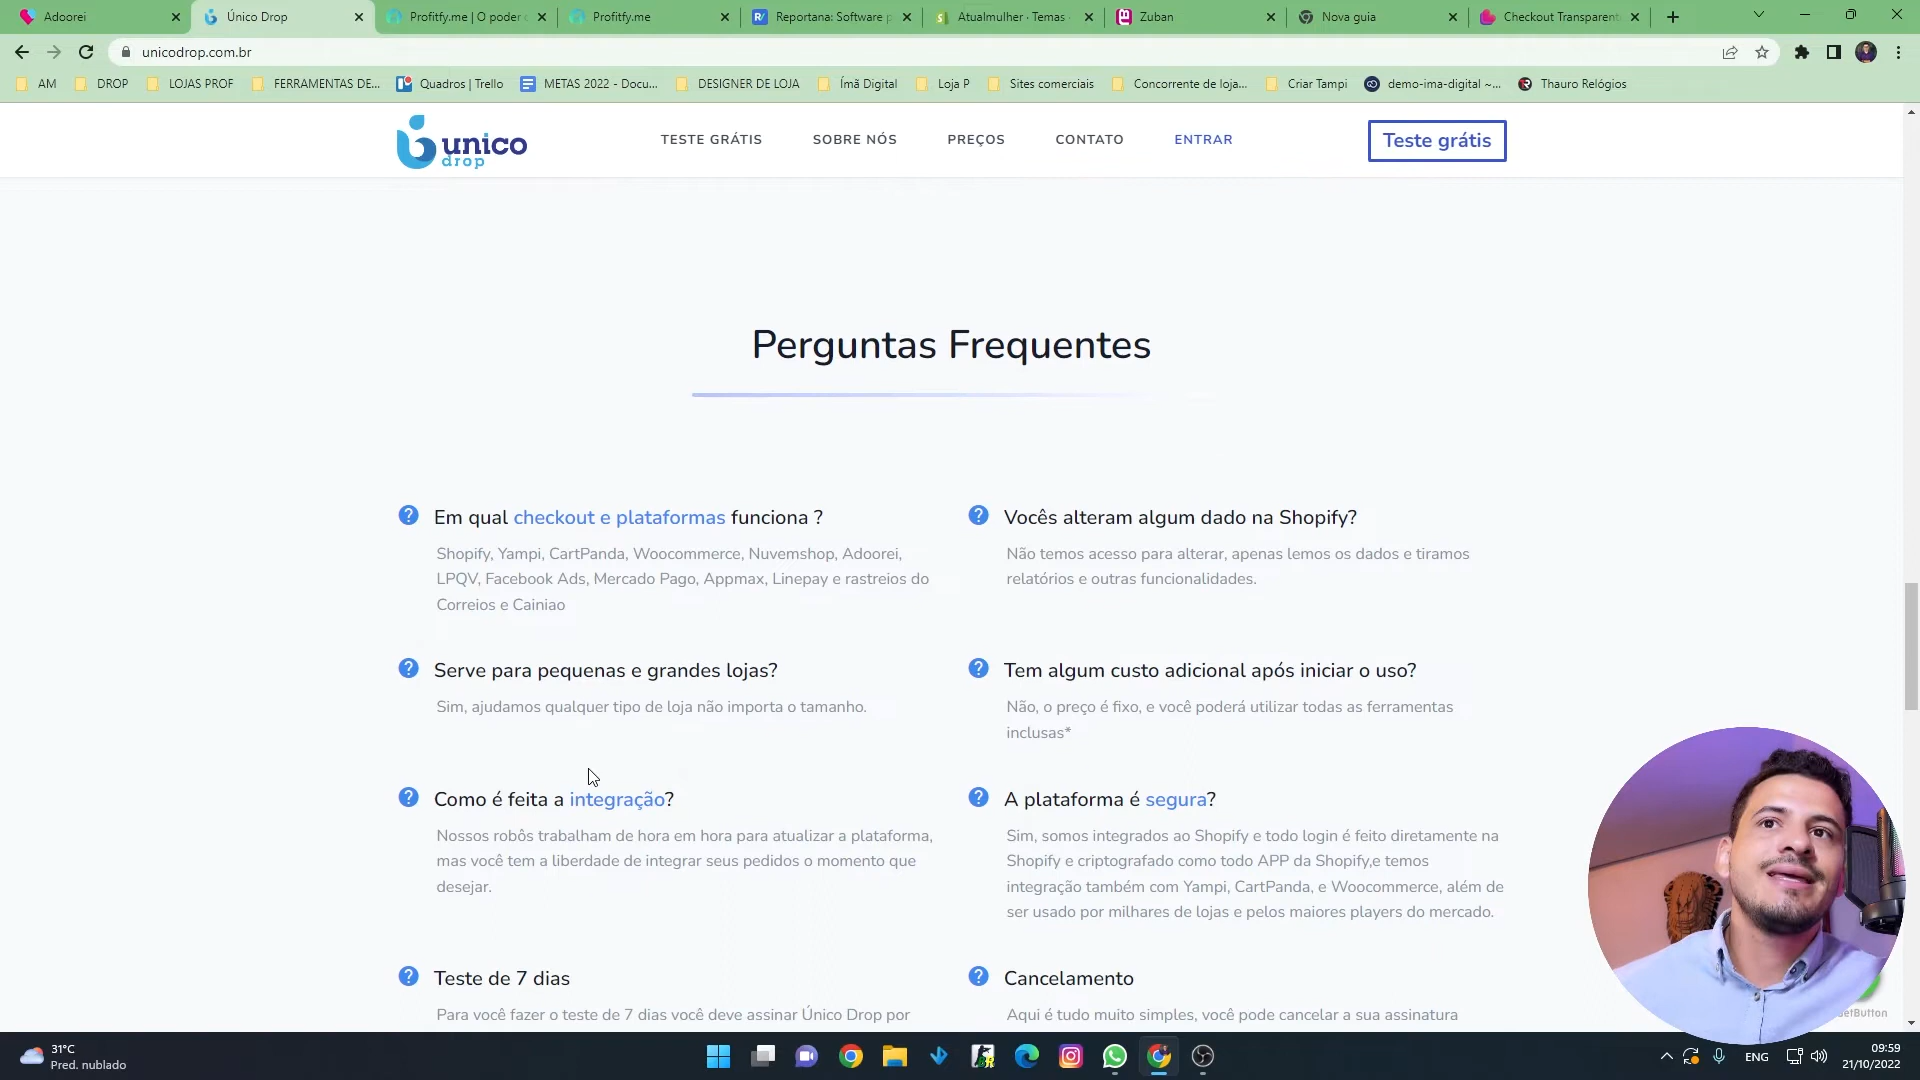 Adoorei
Único Drop
Profitfy.me | O poder
Profitfy.me
Reportana: Software
Atualmulher · Temas
Zuban
Nova guia
Checkout Transparent
unicodrop.com.br
AM
DROP
LOJAS PROF
FERRAMENTAS DE...
Quadros | Trello
METAS 2022 - Docu...
DESIGNER DE LOJA
Ímã Digital
Loja P
Sites comerciais
Concorrente de loja...
Criar Tampi
demo-ima-digital ~...
Thauro Relógios
unico
drop
TESTE GRÁTIS
SOBRE NÓS
PREÇOS
CONTATO
ENTRAR
Teste grátis
Perguntas Frequentes
Em qual checkout e plataformas funciona ?
Shopify, Yampi, CartPanda, Woocommerce, Nuvemshop, Adoorei,
LPQV, Facebook Ads, Mercado Pago, Appmax, Linepay e rastreios do
Correios e Cainiao
Vocês alteram algum dado na Shopify?
Não temos acesso para alterar, apenas lemos os dados e tiramos
relatórios e outras funcionalidades.
Serve para pequenas e grandes lojas?
Sim, ajudamos qualquer tipo de loja não importa o tamanho.
Tem algum custo adicional após iniciar o uso?
Não, o preço é fixo, e você poderá utilizar todas as ferramentas
inclusas*
Como é feita a integração?
Nossos robôs trabalham de hora em hora para atualizar a plataforma,
mas você tem a liberdade de integrar seus pedidos o momento que
desejar.
A plataforma é segura?
Sim, somos integrados ao Shopify e todo login é feito diretamente na
Shopify e criptografado como todo APP da Shopify,e temos
integração também com Yampi, CartPanda, e Woocommerce, além de
ser usado por milhares de lojas e pelos maiores players do mercado.
Teste de 7 dias
Para você fazer o teste de 7 dias você deve assinar Único Drop por
Cancelamento
Aqui é tudo muito simples, você pode cancelar a sua assinatura
etButton
31°C
Pred. nublado
ENG
09:59
21/10/2022